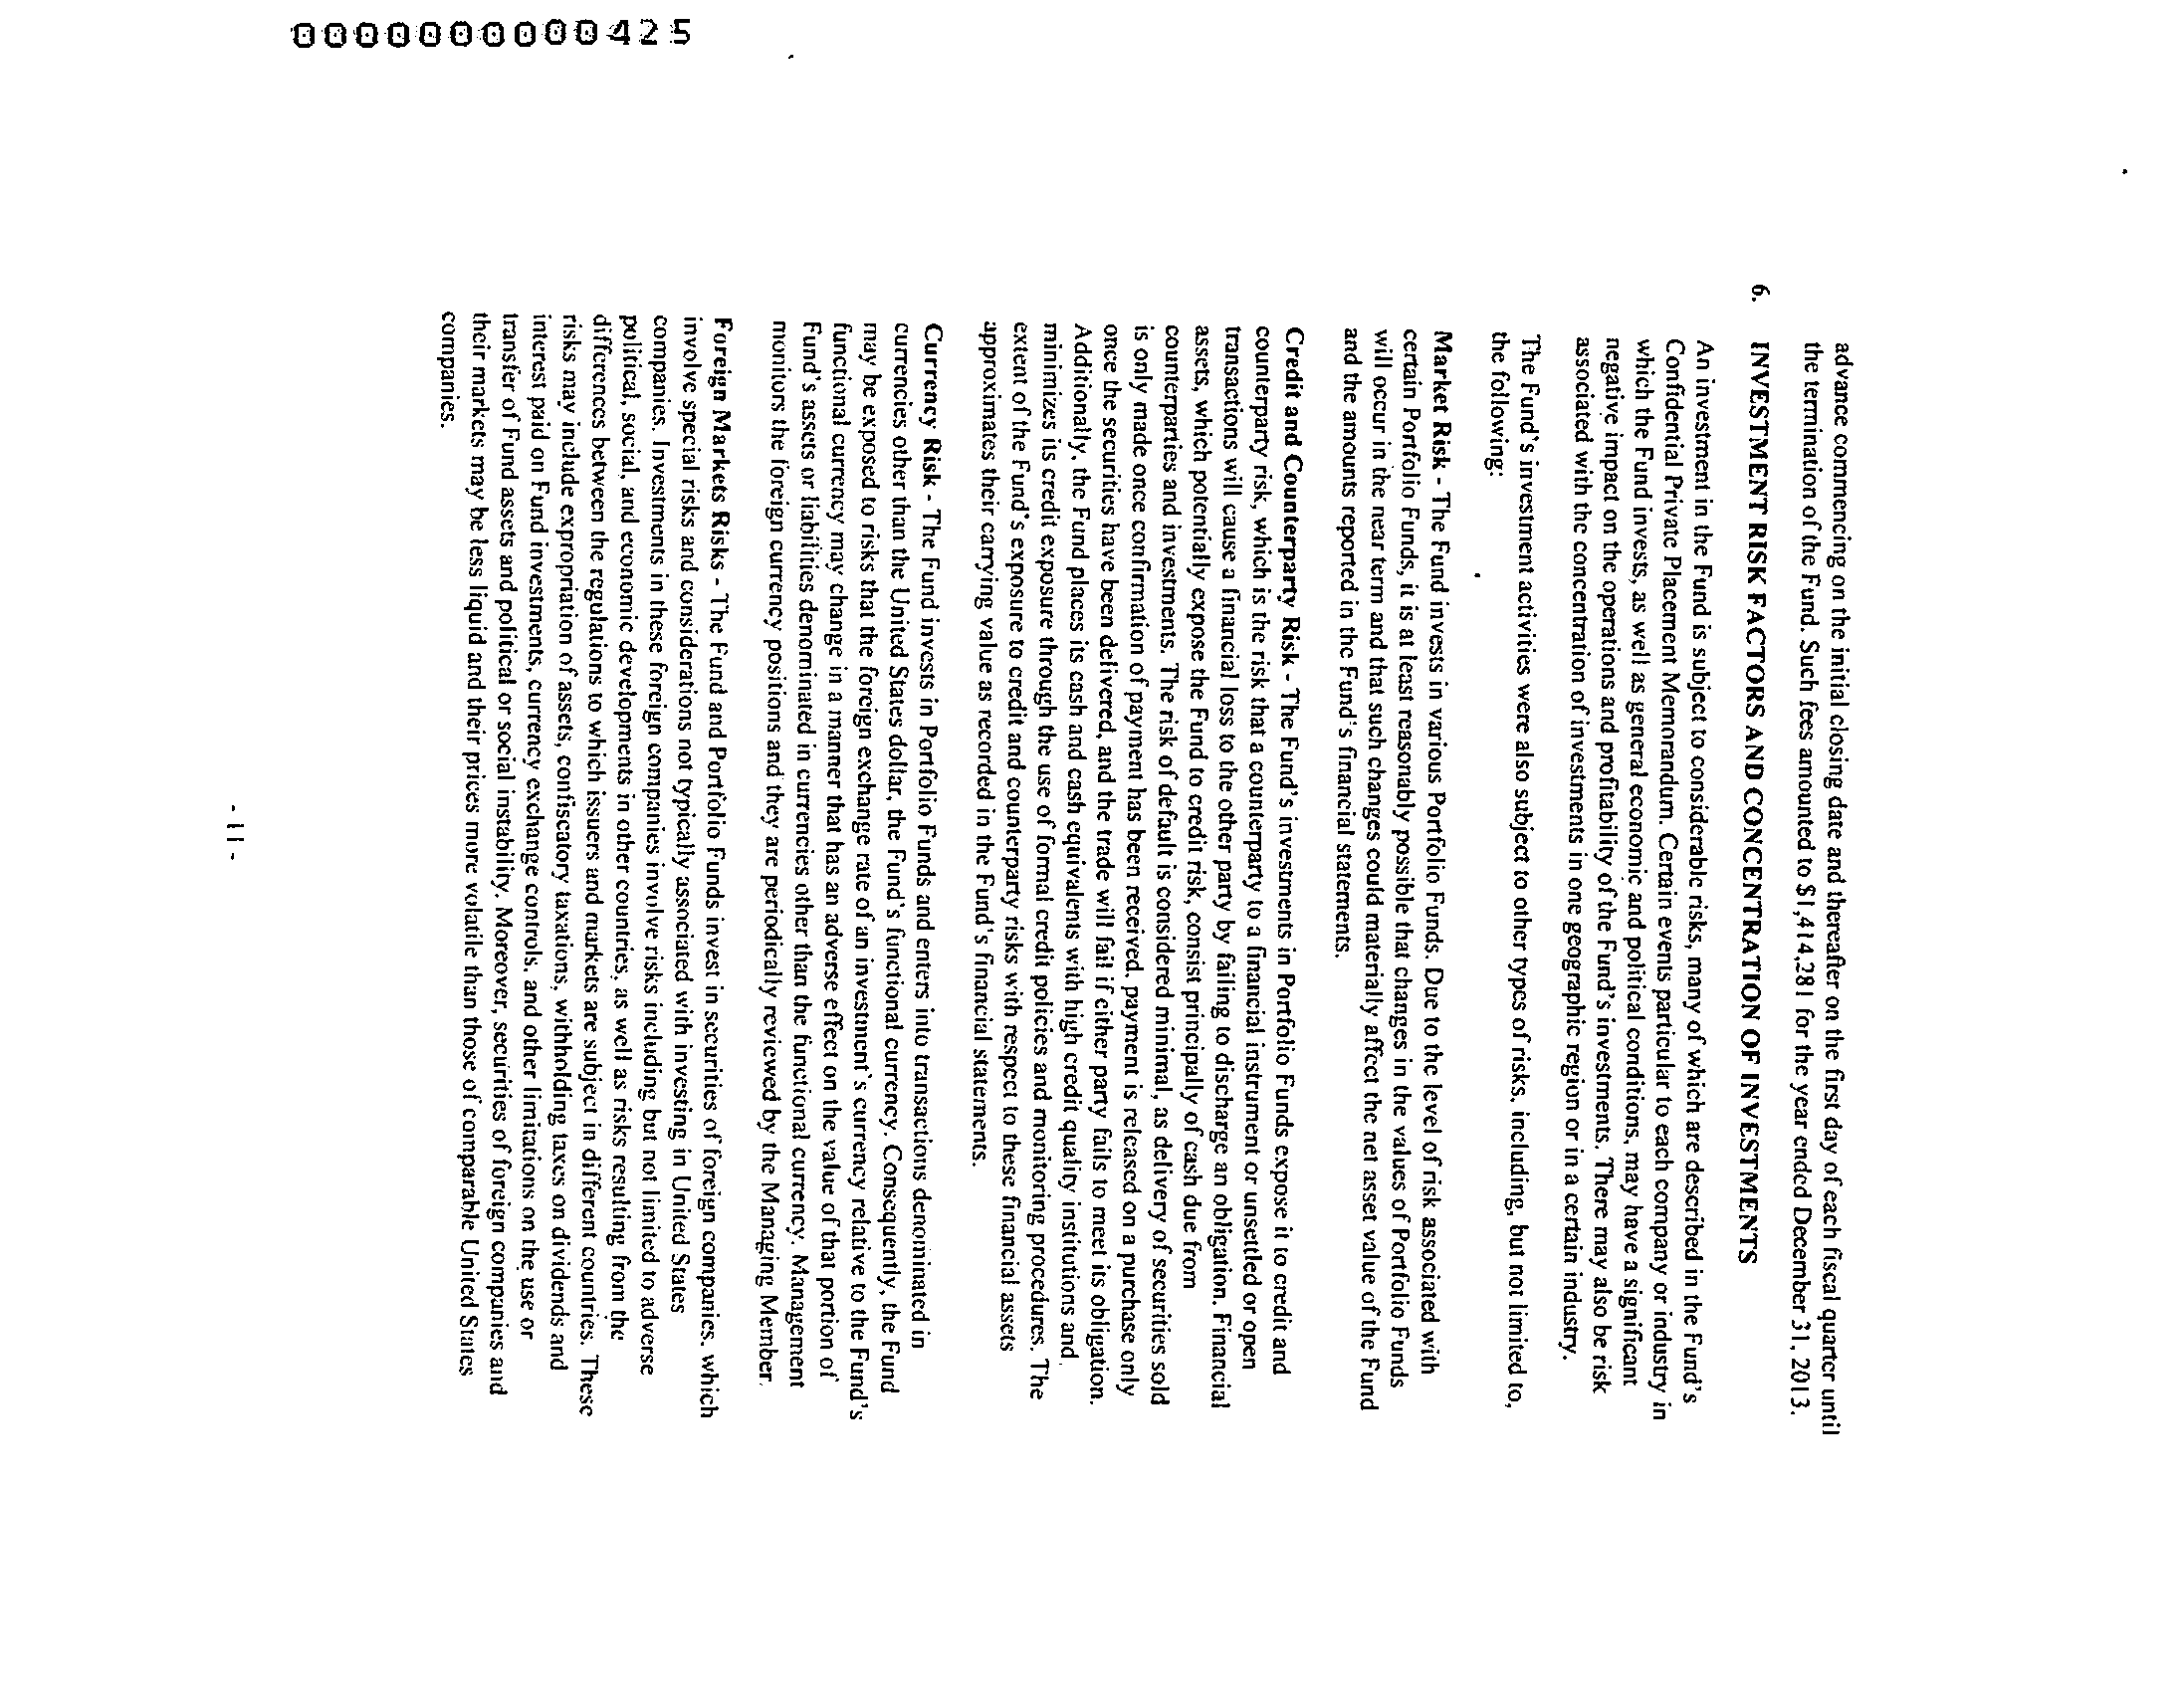 0000000000425
advance commencing on the initial closing date and thereafter on the first day of each fiscal quarter until
the termination of the Fund. Such fees amounted to $1,414,281 for the year ended December 31, 2013.
6. INVESTMENT RISK FACTORS AND CONCENTRATION OF INVESTMENTS
An investment in the Fund is subject to considerable risks, many of which are described in the Fund's
Confidential Private Placement Memorandum. Certain events particular to each company or industry in
which the Fund invests, as well as general economic and political conditions, may have a significant
negative impact on the operations and profitability of the Fund's investments. There may also be risk
associated with the concentration of investments in one geographic region or in a certain industry.
The Fund's investment activities were also subject to other types of risks, including, but not limited to,
the following:
Market Risk - The Fund invests in various Portfolio Funds. Due to the level of risk associated with
certain Portfolio Funds, it is at least reasonably possible that changes in the values of Portfolio Funds
will occur in the near term and that such changes could materially affect the net asset value of the Fund
and the amounts reported in the Fund's financial statements.
Credit and Counterparty Risk - The Fund's investments in Portfolio Funds expose it to credit and
counterparty risk, which is the risk that a counterparty to a financial instrument or unsettled or open
transactions will cause a financial loss to the other party by failing to discharge an obligation. Financial
assets, which potentially expose the Fund to credit risk, consist principally of cash due from
counterparties and investments. The risk of default is considered minimal, as delivery of securities sold
is only made once confirmation of payment has been received, payment is released on a purchase only
once the securities have been delivered, and the trade will fail if either party fails to meet its obligation.
Additionally, the Fund places its cash and cash equivalents with high credit quality institutions and
minimizes its credit exposure through the use of formal credit policies and monitoring procedures. The
extent of the Fund's exposure to credit and counterparty risks with respect to these financial assets
approximates their carrying value as recorded in the Fund's financial statements.
Currency Risk - The Fund invests in Portfolio Funds and enters into transactions denominated in
currencies other than the United States dollar, the Fund's functional currency. Consequently, the Fund
may be exposed to risks that the foreign exchange rate of an investment's currency relative to the Fund's
functional currency may change in a manner that has an adverse effect on the value of that portion of
Fund's assets or liabilities denominated in currencies other than the functional currency. Management
monitors the foreign currency positions and they are periodically reviewed by the Managing Member.
Foreign Markets Risks - The Fund and Portfolio Funds invest in securities of foreign companies, which
involve special risks and considerations not typically associated with investing in United States
companies. Investments in these foreign companies involve risks including but not limited to adverse
political, social, and economic developments in other countries, as well as risks resulting from the
differences between the regulations to which issuers and markets are subject in different countries. These
risks may include expropriation of assets, confiscatory taxations, withholding taxes on dividends and
interest paid on Fund investments, currency exchange controls, and other limitations on the use or
transfer of Fund assets and political or social instability. Moreover, securities of foreign companies and
their markets may be less liquid and their prices more volatile than those of comparable United States
companies.
- 11 -